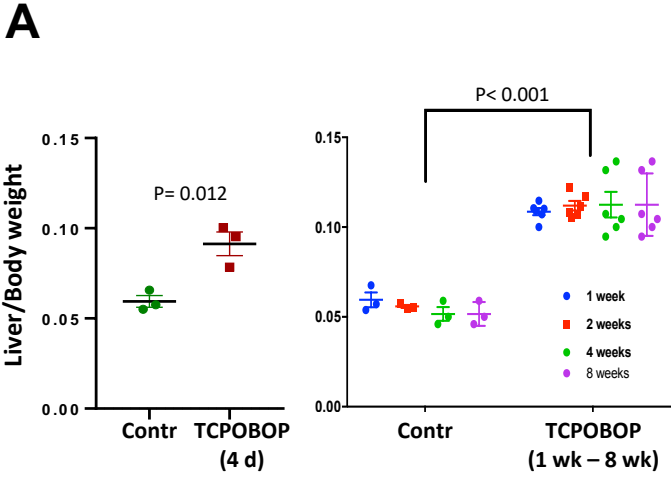 A
Liver/Body weight
0.15
0.10
0.05
0.00
P= 0.012
Contr
TCPOBOP
(4 d)
P< 0.001
0.15
0.10
0.05
0.00
1 week
2 weeks
4 weeks
8 weeks
Contr
TCPOBOP
(1 wk – 8 wk)